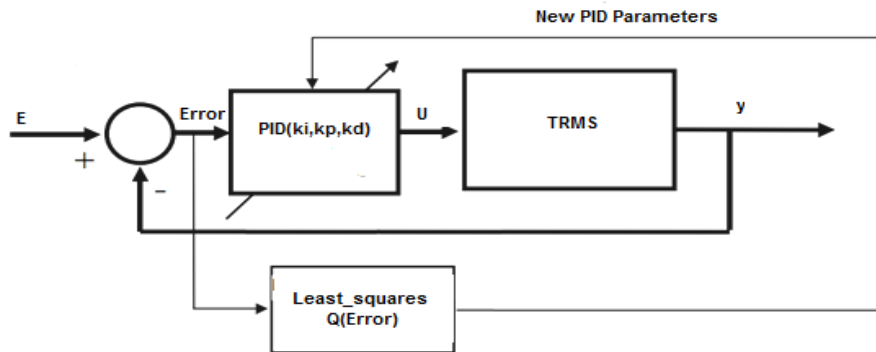 New PID Parameters
E
Error
PID(ki,kp,kd)
U
TRMS
y
+
-
Least_squares
Q(Error)